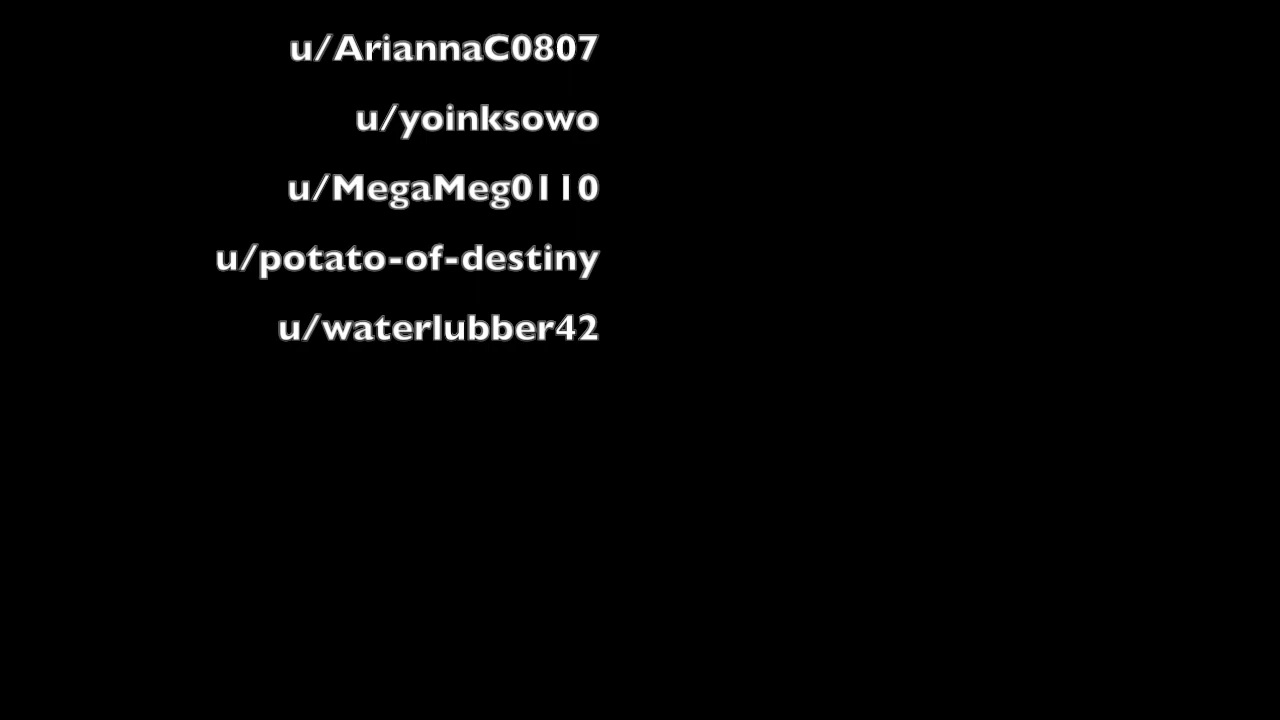 u/AriannaC0807
u/yoinksowo
u/MegaMeg0110
u/potato-of-destiny
u/waterlubber42